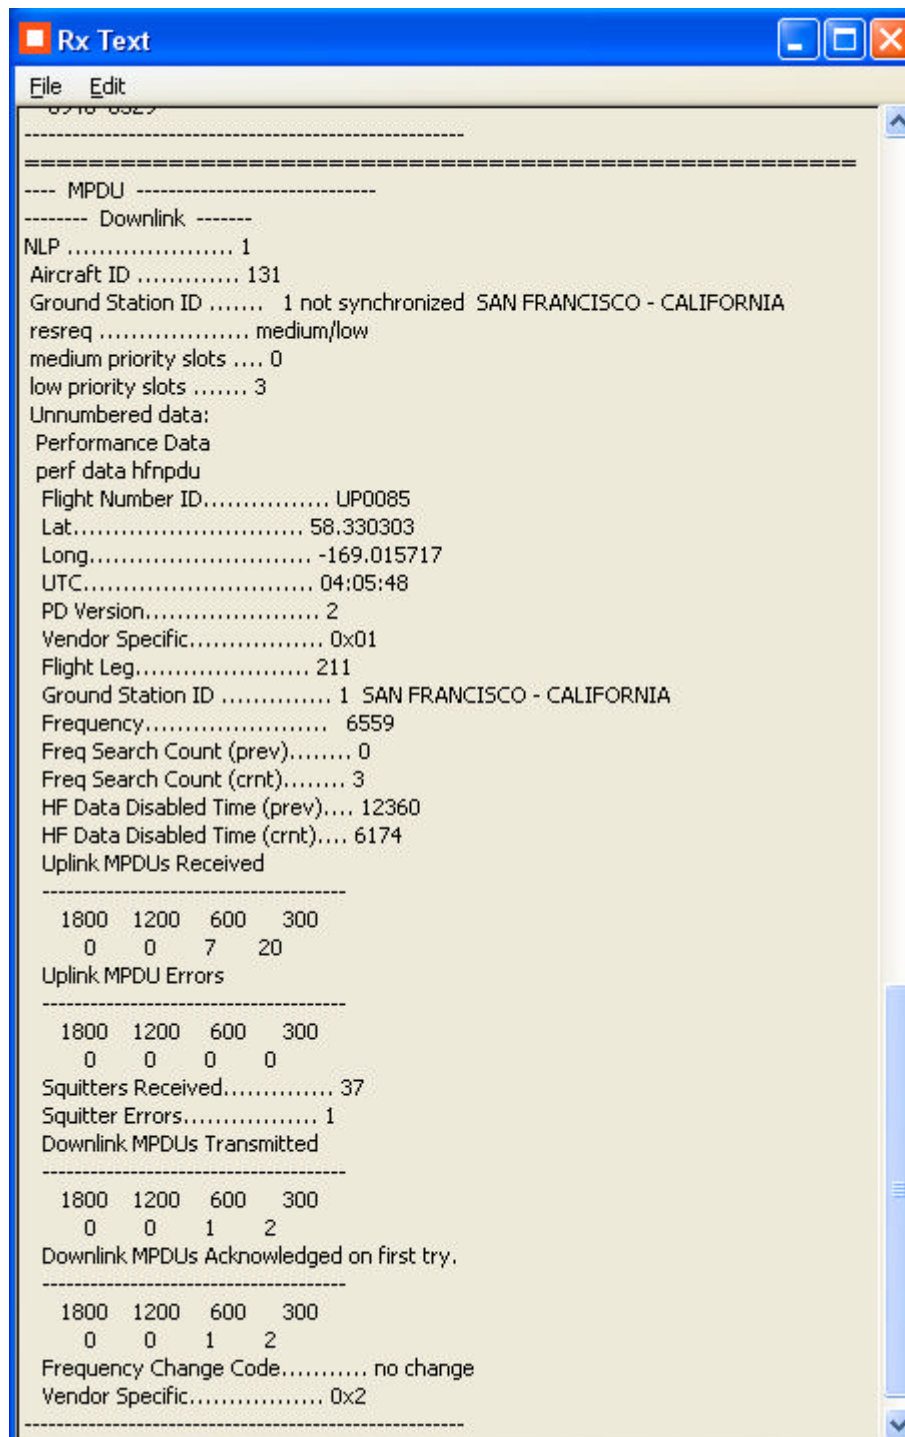 Rx Text
File Edit
------------------------------------------------------
====================================================
---- MPDU ------------------------------
-------- Downlink -------
NLP ..................... 1
Aircraft ID ............. 131
Ground Station ID ....... 1 not synchronized SAN FRANCISCO - CALIFORNIA
resreq ................... medium/low
medium priority slots .... 0
low priority slots ....... 3
Unnumbered data:
Performance Data
perf data hfnpdu
Flight Number ID................ UP0085
Lat............................. 58.330303
Long............................ -169.015717
UTC............................. 04:05:48
PD Version...................... 2
Vendor Specific................. 0x01
Flight Leg...................... 211
Ground Station ID .............. 1 SAN FRANCISCO - CALIFORNIA
Frequency....................... 6559
Freq Search Count (prev)........ 0
Freq Search Count (crnt)........ 3
HF Data Disabled Time (prev).... 12360
HF Data Disabled Time (crnt).... 6174
Uplink MPDUs Received
--------------------------------------
1800 1200 600 300
0 0 7 20
Uplink MPDU Errors
--------------------------------------
1800 1200 600 300
0 0 0 0
Squitters Received.............. 37
Squitter Errors................. 1
Downlink MPDUs Transmitted
--------------------------------------
1800 1200 600 300
0 0 1 2
Downlink MPDUs Acknowledged on first try.
--------------------------------------
1800 1200 600 300
0 0 1 2
Frequency Change Code........... no change
Vendor Specific................. 0x2
------------------------------------------------------